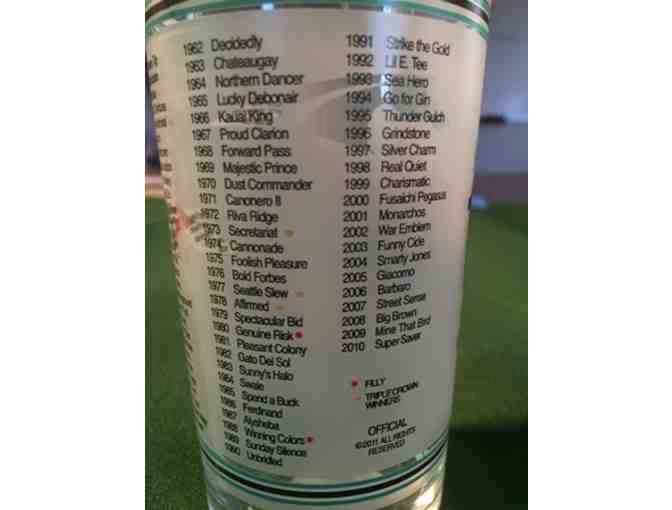 1962 Decidedly
1963 Chateaugay
1964 Northern Dancer
1965 Lucky Debonair
1966 Kauai King
1967 Proud Clarion
1968 Forward Pass
1969 Majestic Prince
1970 Dust Commander
1971 Canonero II
1972 Riva Ridge
1973 Secretariat
1974 Cannonade
1975 Foolish Pleasure
1976 Bold Forbes
1977 Seattle Slew
1978 Affirmed
1979 Spectacular Bid
1980 Genuine Risk
1981 Pleasant Colony
1982 Gato Del Sol
1983 Sunny's Halo
1984 Swale
1985 Spend a Buck
1986 Ferdinand
1987 Alysheba
1988 Winning Colors
1989 Sunday Silence
1990 Unbridled
1991 Strike the Gold
1992 Lil E. Tee
1993 Sea Hero
1994 Go for Gin
1995 Thunder Gulch
1996 Grindstone
1997 Silver Charm
1998 Real Quiet
1999 Charismatic
2000 Fusaichi Pegasus
2001 Monarchos
2002 War Emblem
2003 Funny Cide
2004 Smarty Jones
2005 Giacomo
2006 Barbaro
2007 Street Sense
2008 Big Brown
2009 Mine That Bird
2010 Super Saver
FILLY
TRIPLE CROWN
WINNERS
OFFICIAL
©2011 ALL RIGHTS
RESERVED